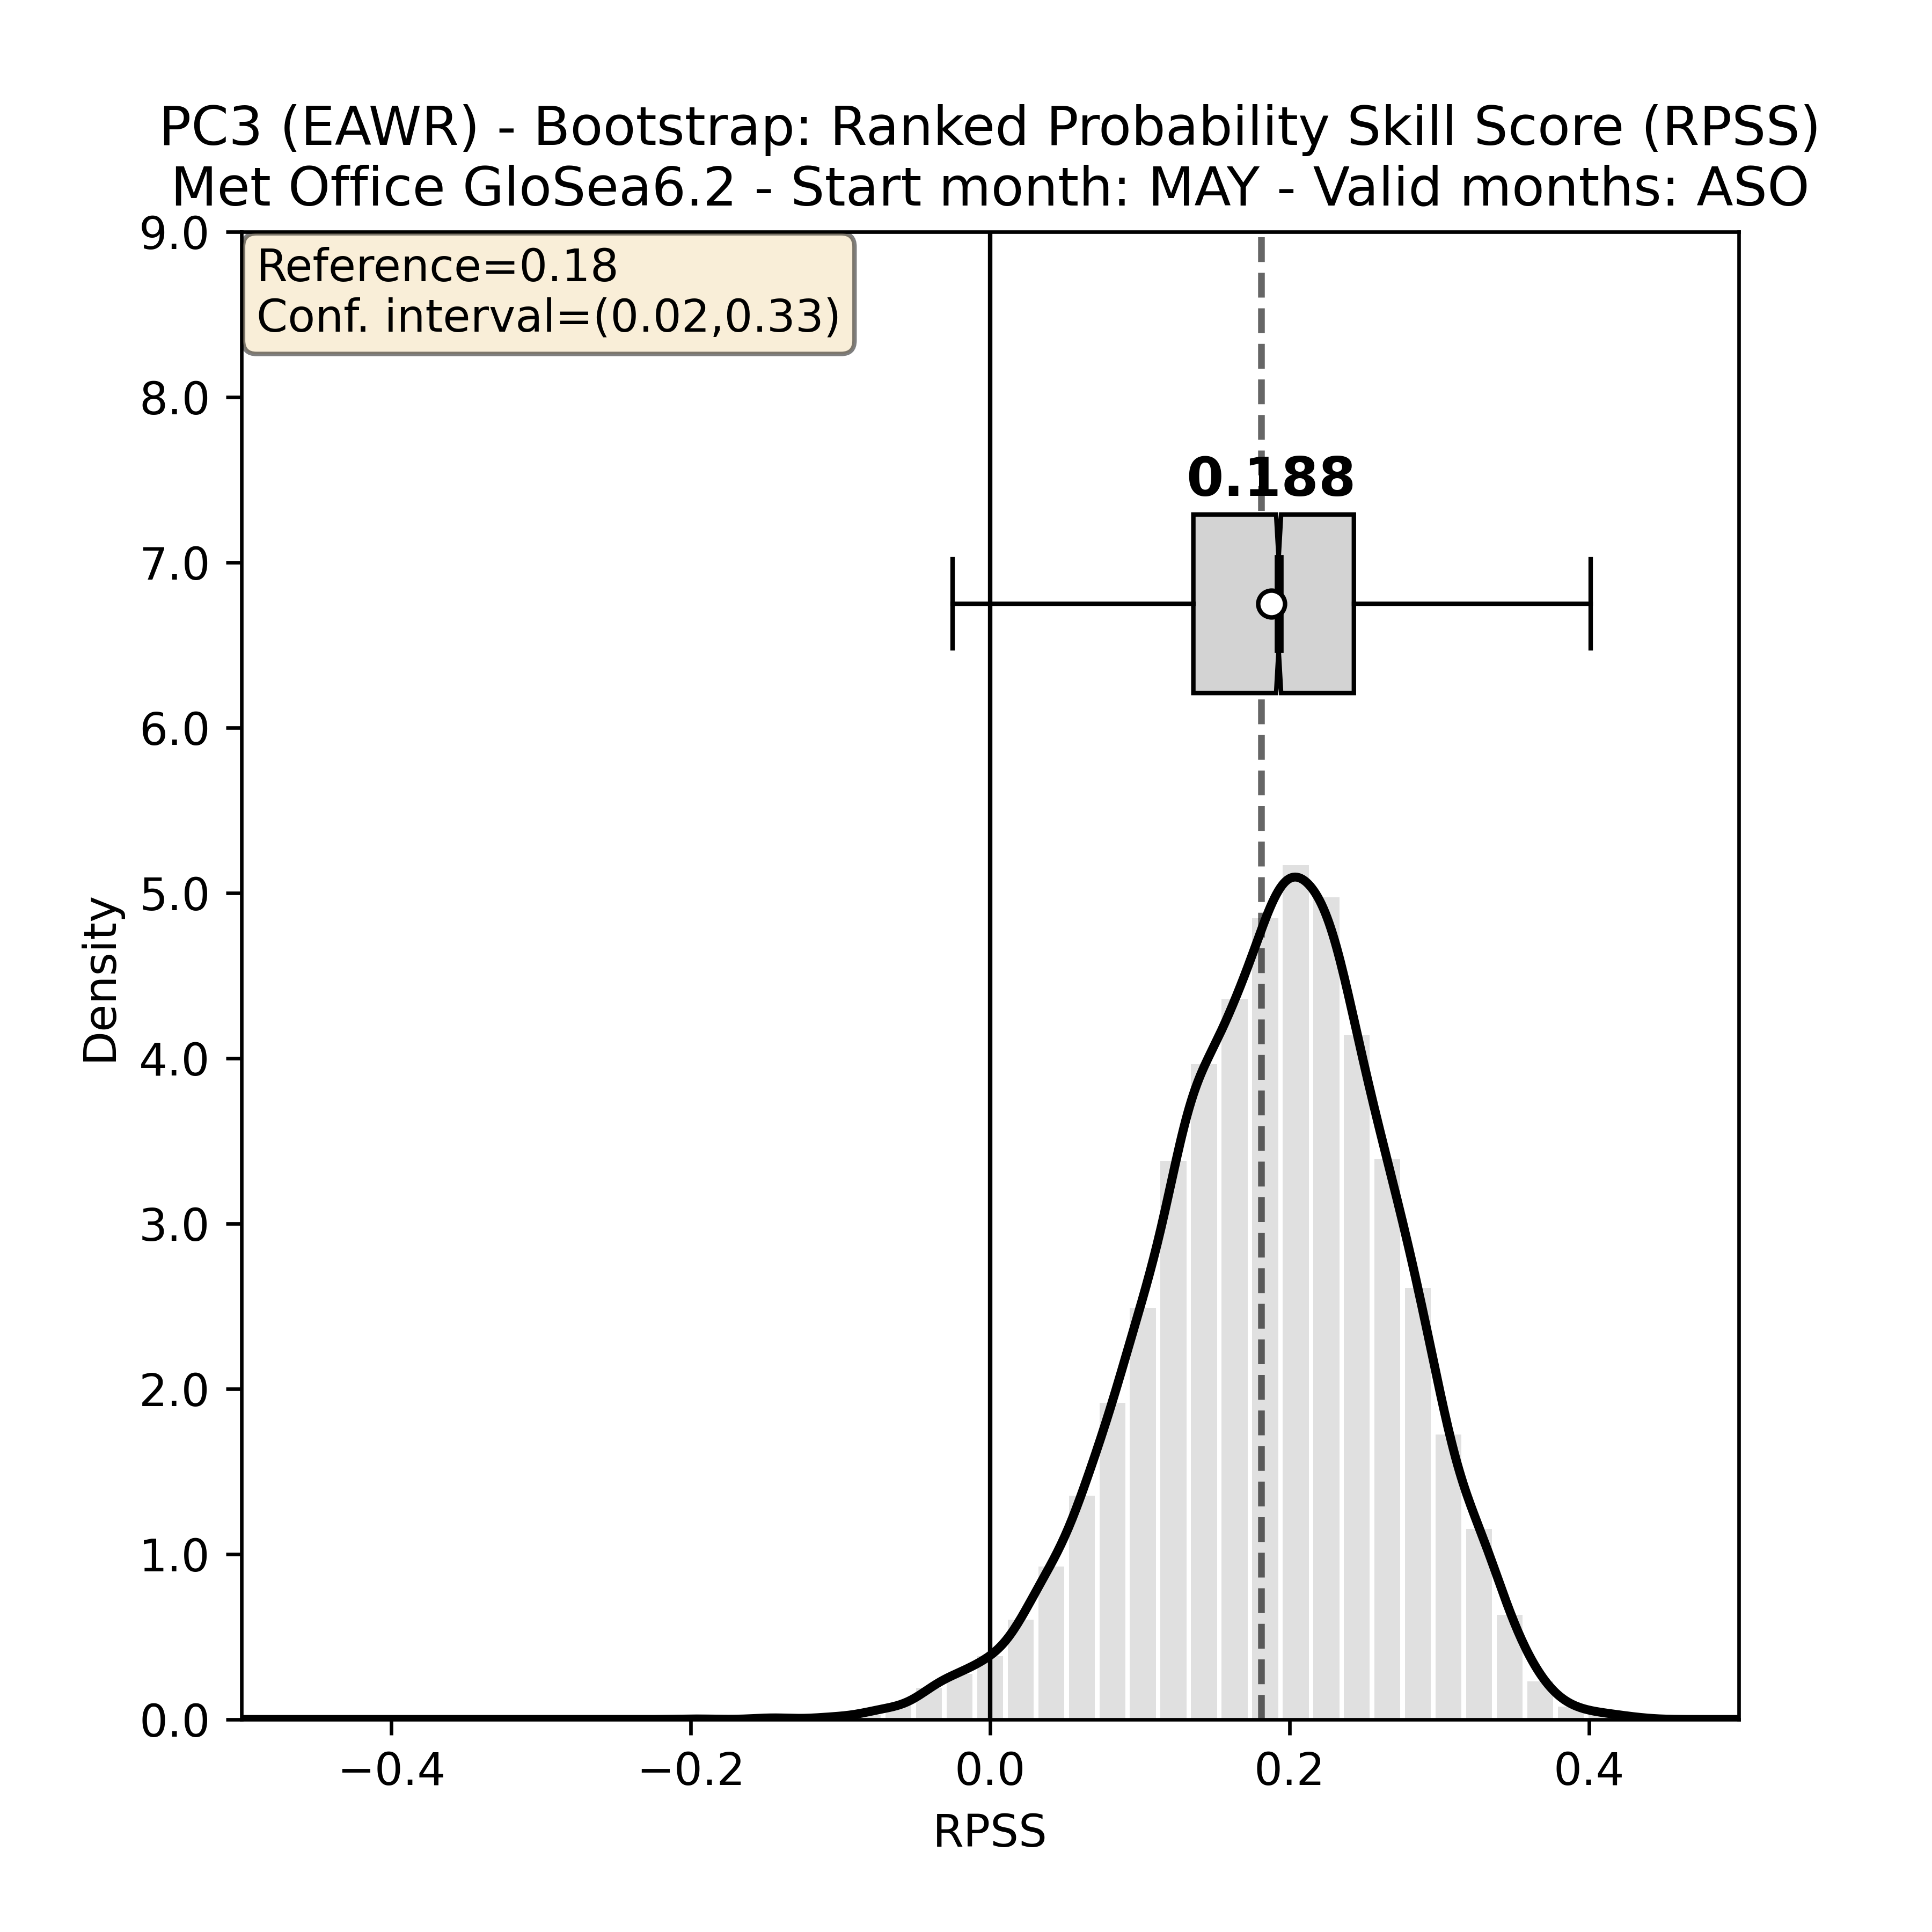 PC3 (EAWR) - Bootstrap: Ranked Probability Skill Score (RPSS)
Met Office GloSea6.2 - Start month: MAY - Valid months: ASO
9.0
Reference=0.18
Conf. interval=(0.02,0.33)
8.0
0.188
7.0
6.0
5.0
Density
4.0
3.0
2.0
1.0
0.0
−0.4 −0.2 0.0 0.2 0.4
RPSS